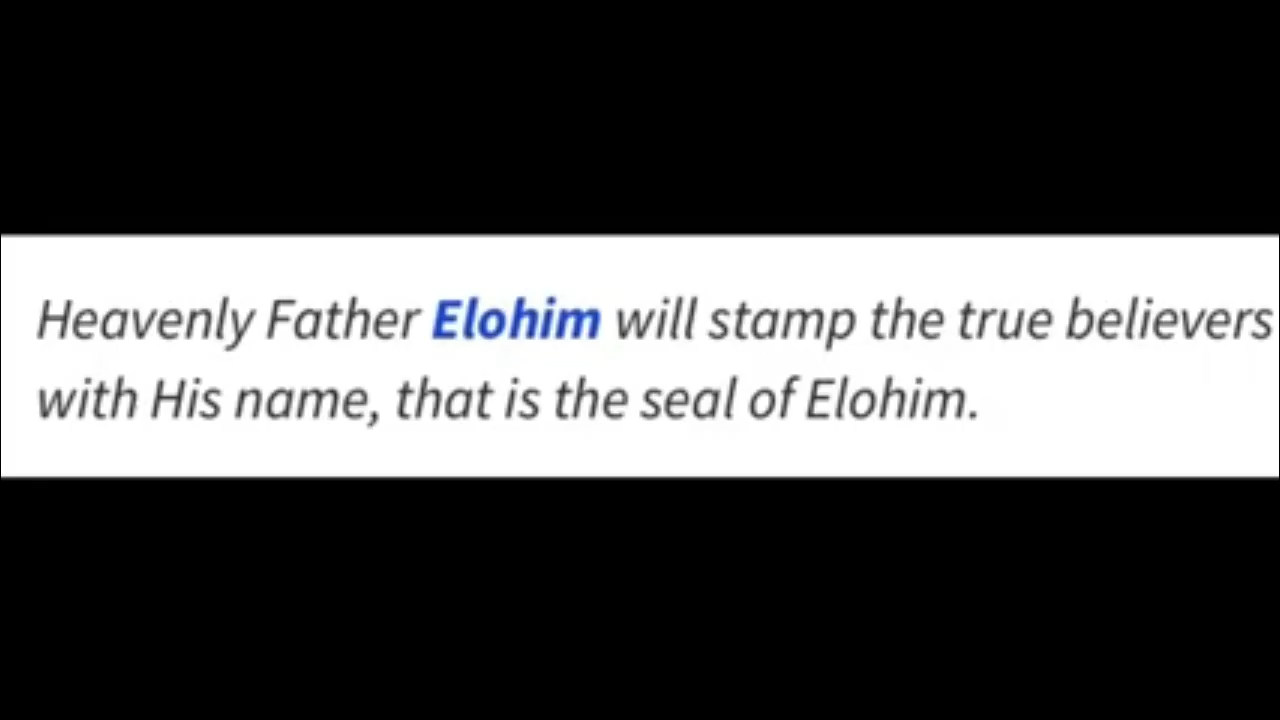 Heavenly Father Elohim will stamp the true believers
with His name, that is the seal of Elohim.